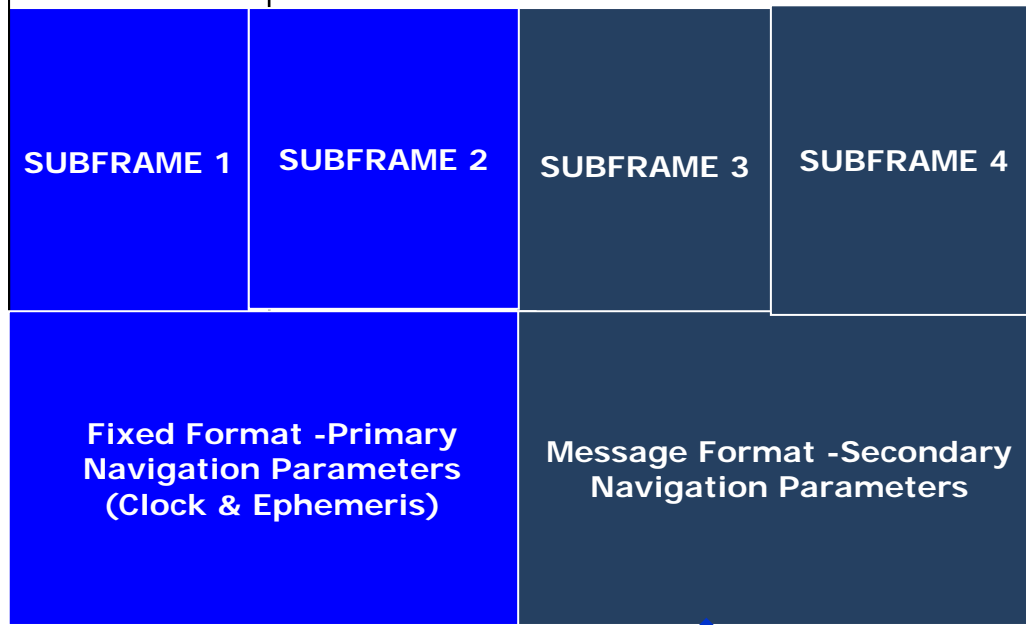 SUBFRAME 1
SUBFRAME 2
SUBFRAME 3
SUBFRAME 4
Fixed Format -Primary
Navigation Parameters
(Clock & Ephemeris)
Message Format -Secondary
Navigation Parameters